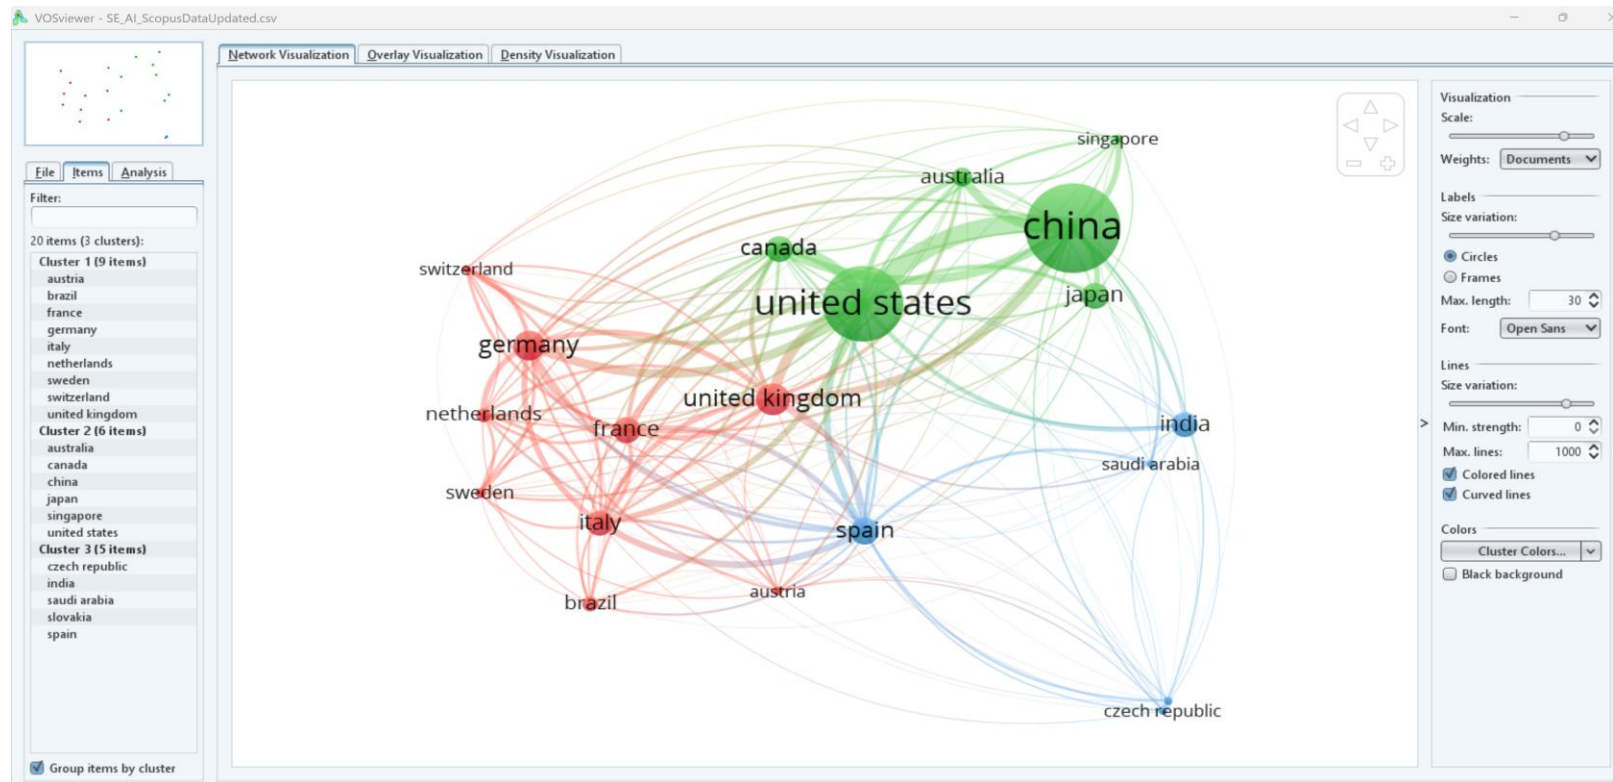 VOSviewer - SE_AI_ScopusDataUpdated.csv
File Items Analysis
Filter:
20 items (3 clusters):
Cluster 1 (9 items)
austria
brazil
france
germany
italy
netherlands
sweden
switzerland
united kingdom
Cluster 2 (6 items)
australia
canada
china
japan
singapore
united states
Cluster 3 (5 items)
czech republic
india
saudi arabia
slovakia
spain
Group items by cluster
Network Visualization Overlay Visualization Density Visualization
singapore
australia
china
canada
switzerland
japan
united states
germany
united kingdom
netherlands
france
india
saudi arabia
sweden
italy
spain
austria
brazil
czech republic
>
Visualization
Scale:
Weights: Documents
Labels
Size variation:
Circles
Frames
Max. length: 30
Font: Open Sans
Lines
Size variation:
Min. strength: 0
Max. lines: 1000
Colored lines
Curved lines
Colors
Cluster Colors...
Black background